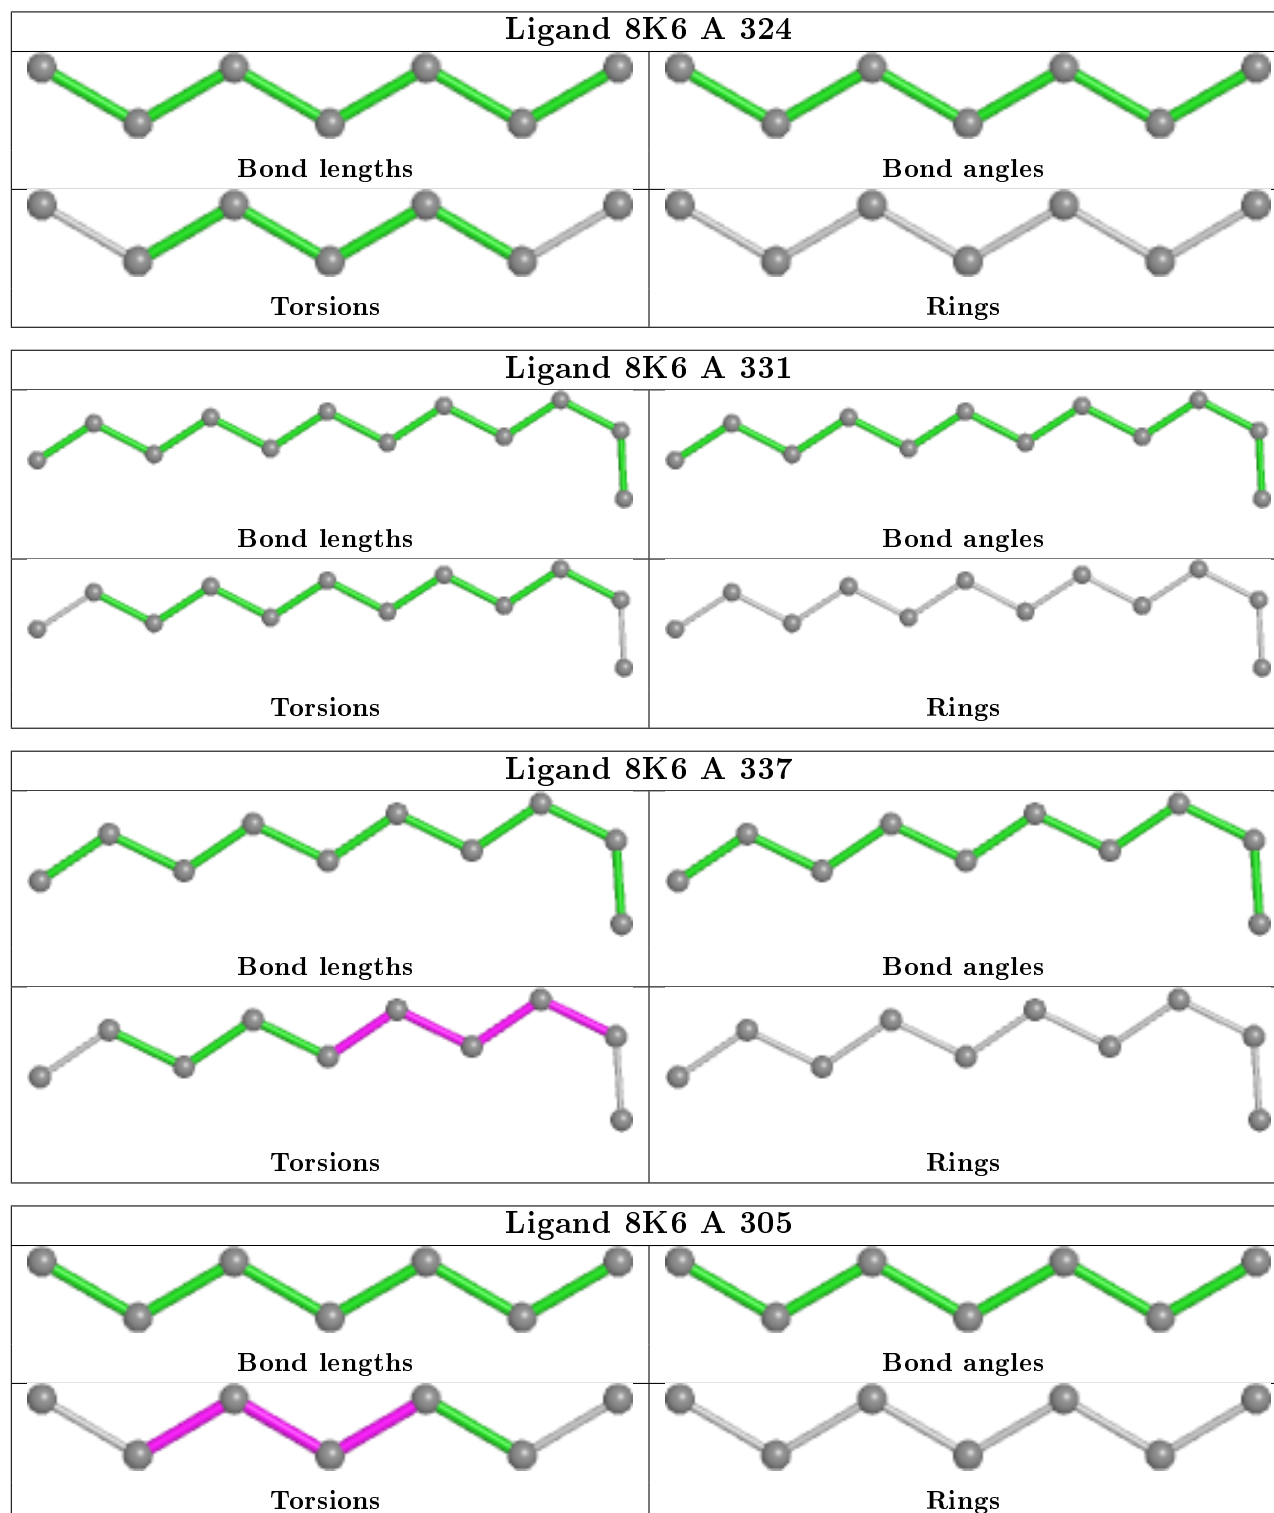 Ligand 8K6 A 324
Bond lengths Bond angles
Torsions Rings
Ligand 8K6 A 331
Bond lengths Bond angles
Torsions Rings
Ligand 8K6 A 337
Bond lengths Bond angles
Torsions Rings
Ligand 8K6 A 305
Bond lengths Bond angles
Torsions Rings